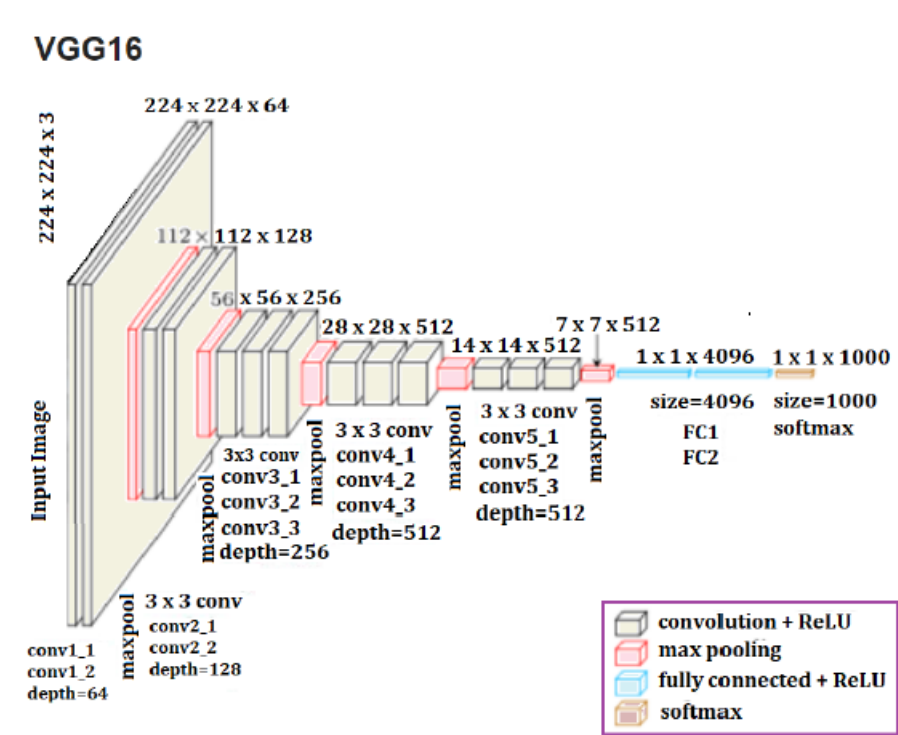 VGG16
224 x 224 x 3
224 x 224 x 64
112 x 112 x 128
56 x 56 x 256
28 x 28 x 512
14 x 14 x 512
7 x 7 x 512
1 x 1 x 4096
1 x 1 x 1000
Input Image
conv1_1
conv1_2
depth=64
maxpool
3 x 3 conv
conv2_1
conv2_2
depth=128
maxpool
3x3 conv
conv3_1
conv3_2
conv3_3
depth=256
maxpool
3 x 3 conv
conv4_1
conv4_2
conv4_3
depth=512
maxpool
3 x 3 conv
conv5_1
conv5_2
conv5_3
depth=512
maxpool
size=4096
FC1
FC2
size=1000
softmax
convolution + ReLU
max pooling
fully connected + ReLU
softmax